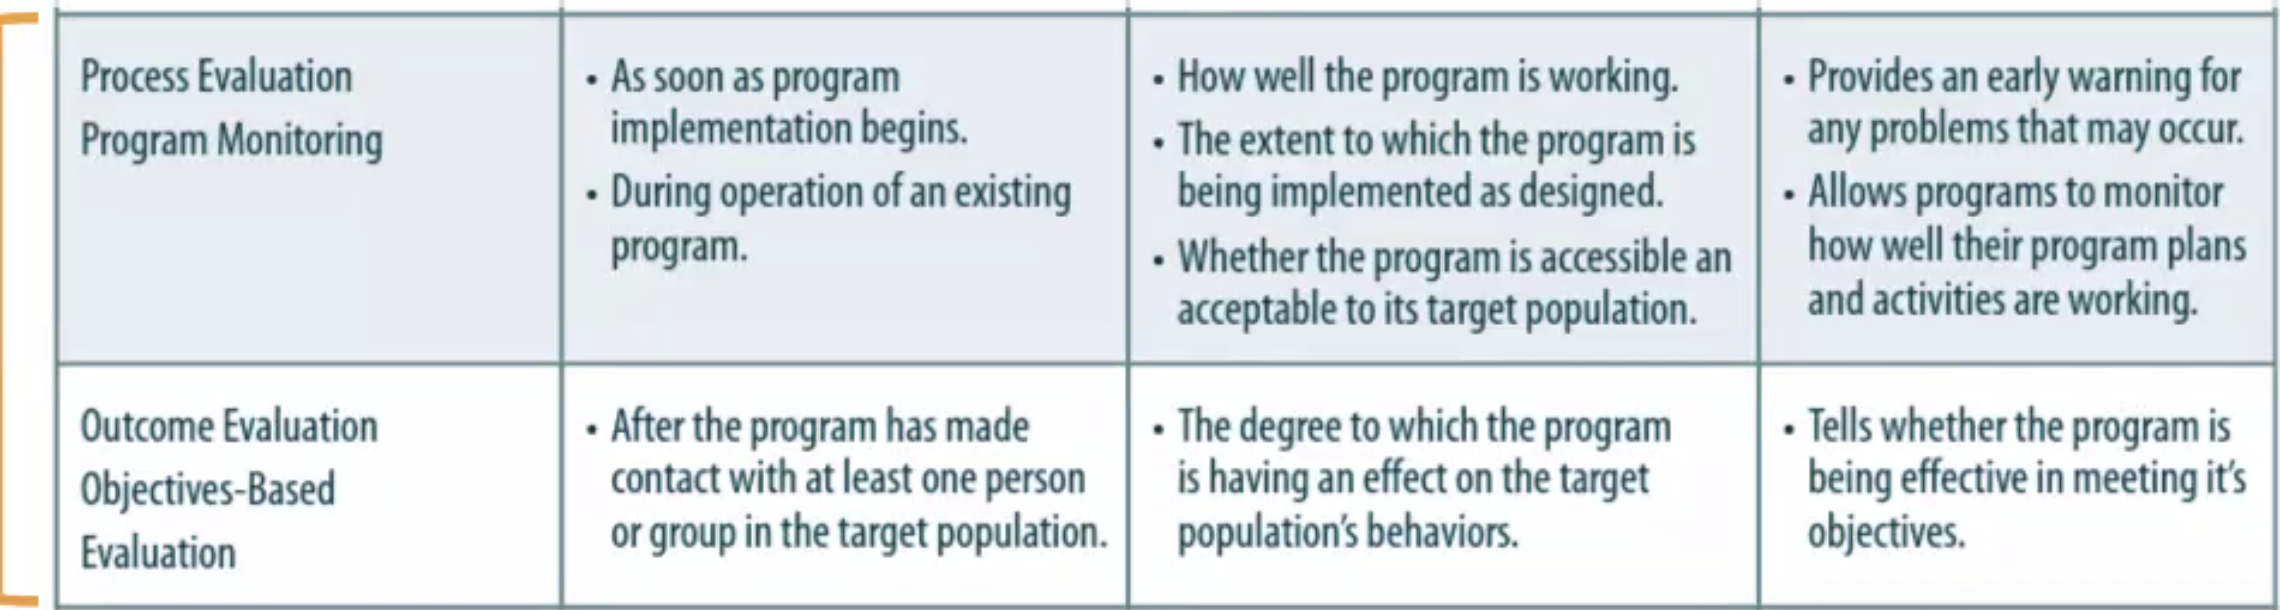 Process Evaluation
Program Monitoring
• As soon as program
implementation begins.
• During operation of an existing
program.
• How well the program is working.
• The extent to which the program is
being implemented as designed.
• Whether the program is accessible an
acceptable to its target population.
• Provides an early warning for
any problems that may occur.
• Allows programs to monitor
how well their program plans
and activities are working.
Outcome Evaluation
Objectives-Based
Evaluation
• After the program has made
contact with at least one person
or group in the target population.
• The degree to which the program
is having an effect on the target
population's behaviors.
• Tells whether the program is
being effective in meeting it's
objectives.